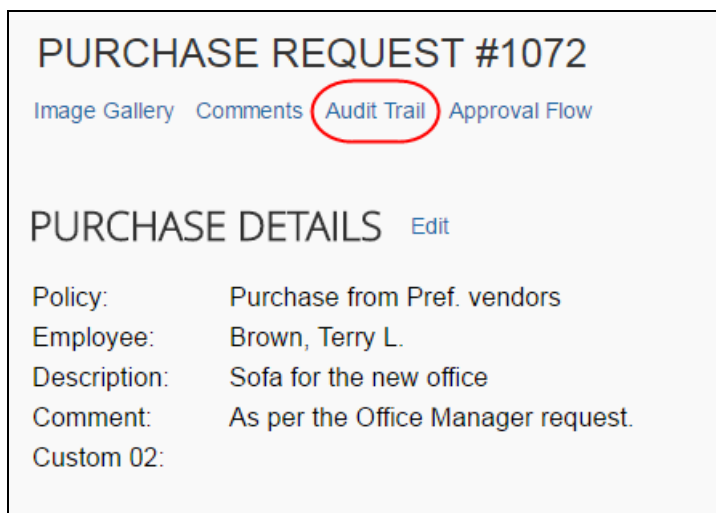 PURCHASE REQUEST #1072
Image Gallery Comments Audit Trail Approval Flow
PURCHASE DETAILS Edit
Policy: Purchase from Pref. vendors
Employee: Brown, Terry L.
Description: Sofa for the new office
Comment: As per the Office Manager request.
Custom 02: